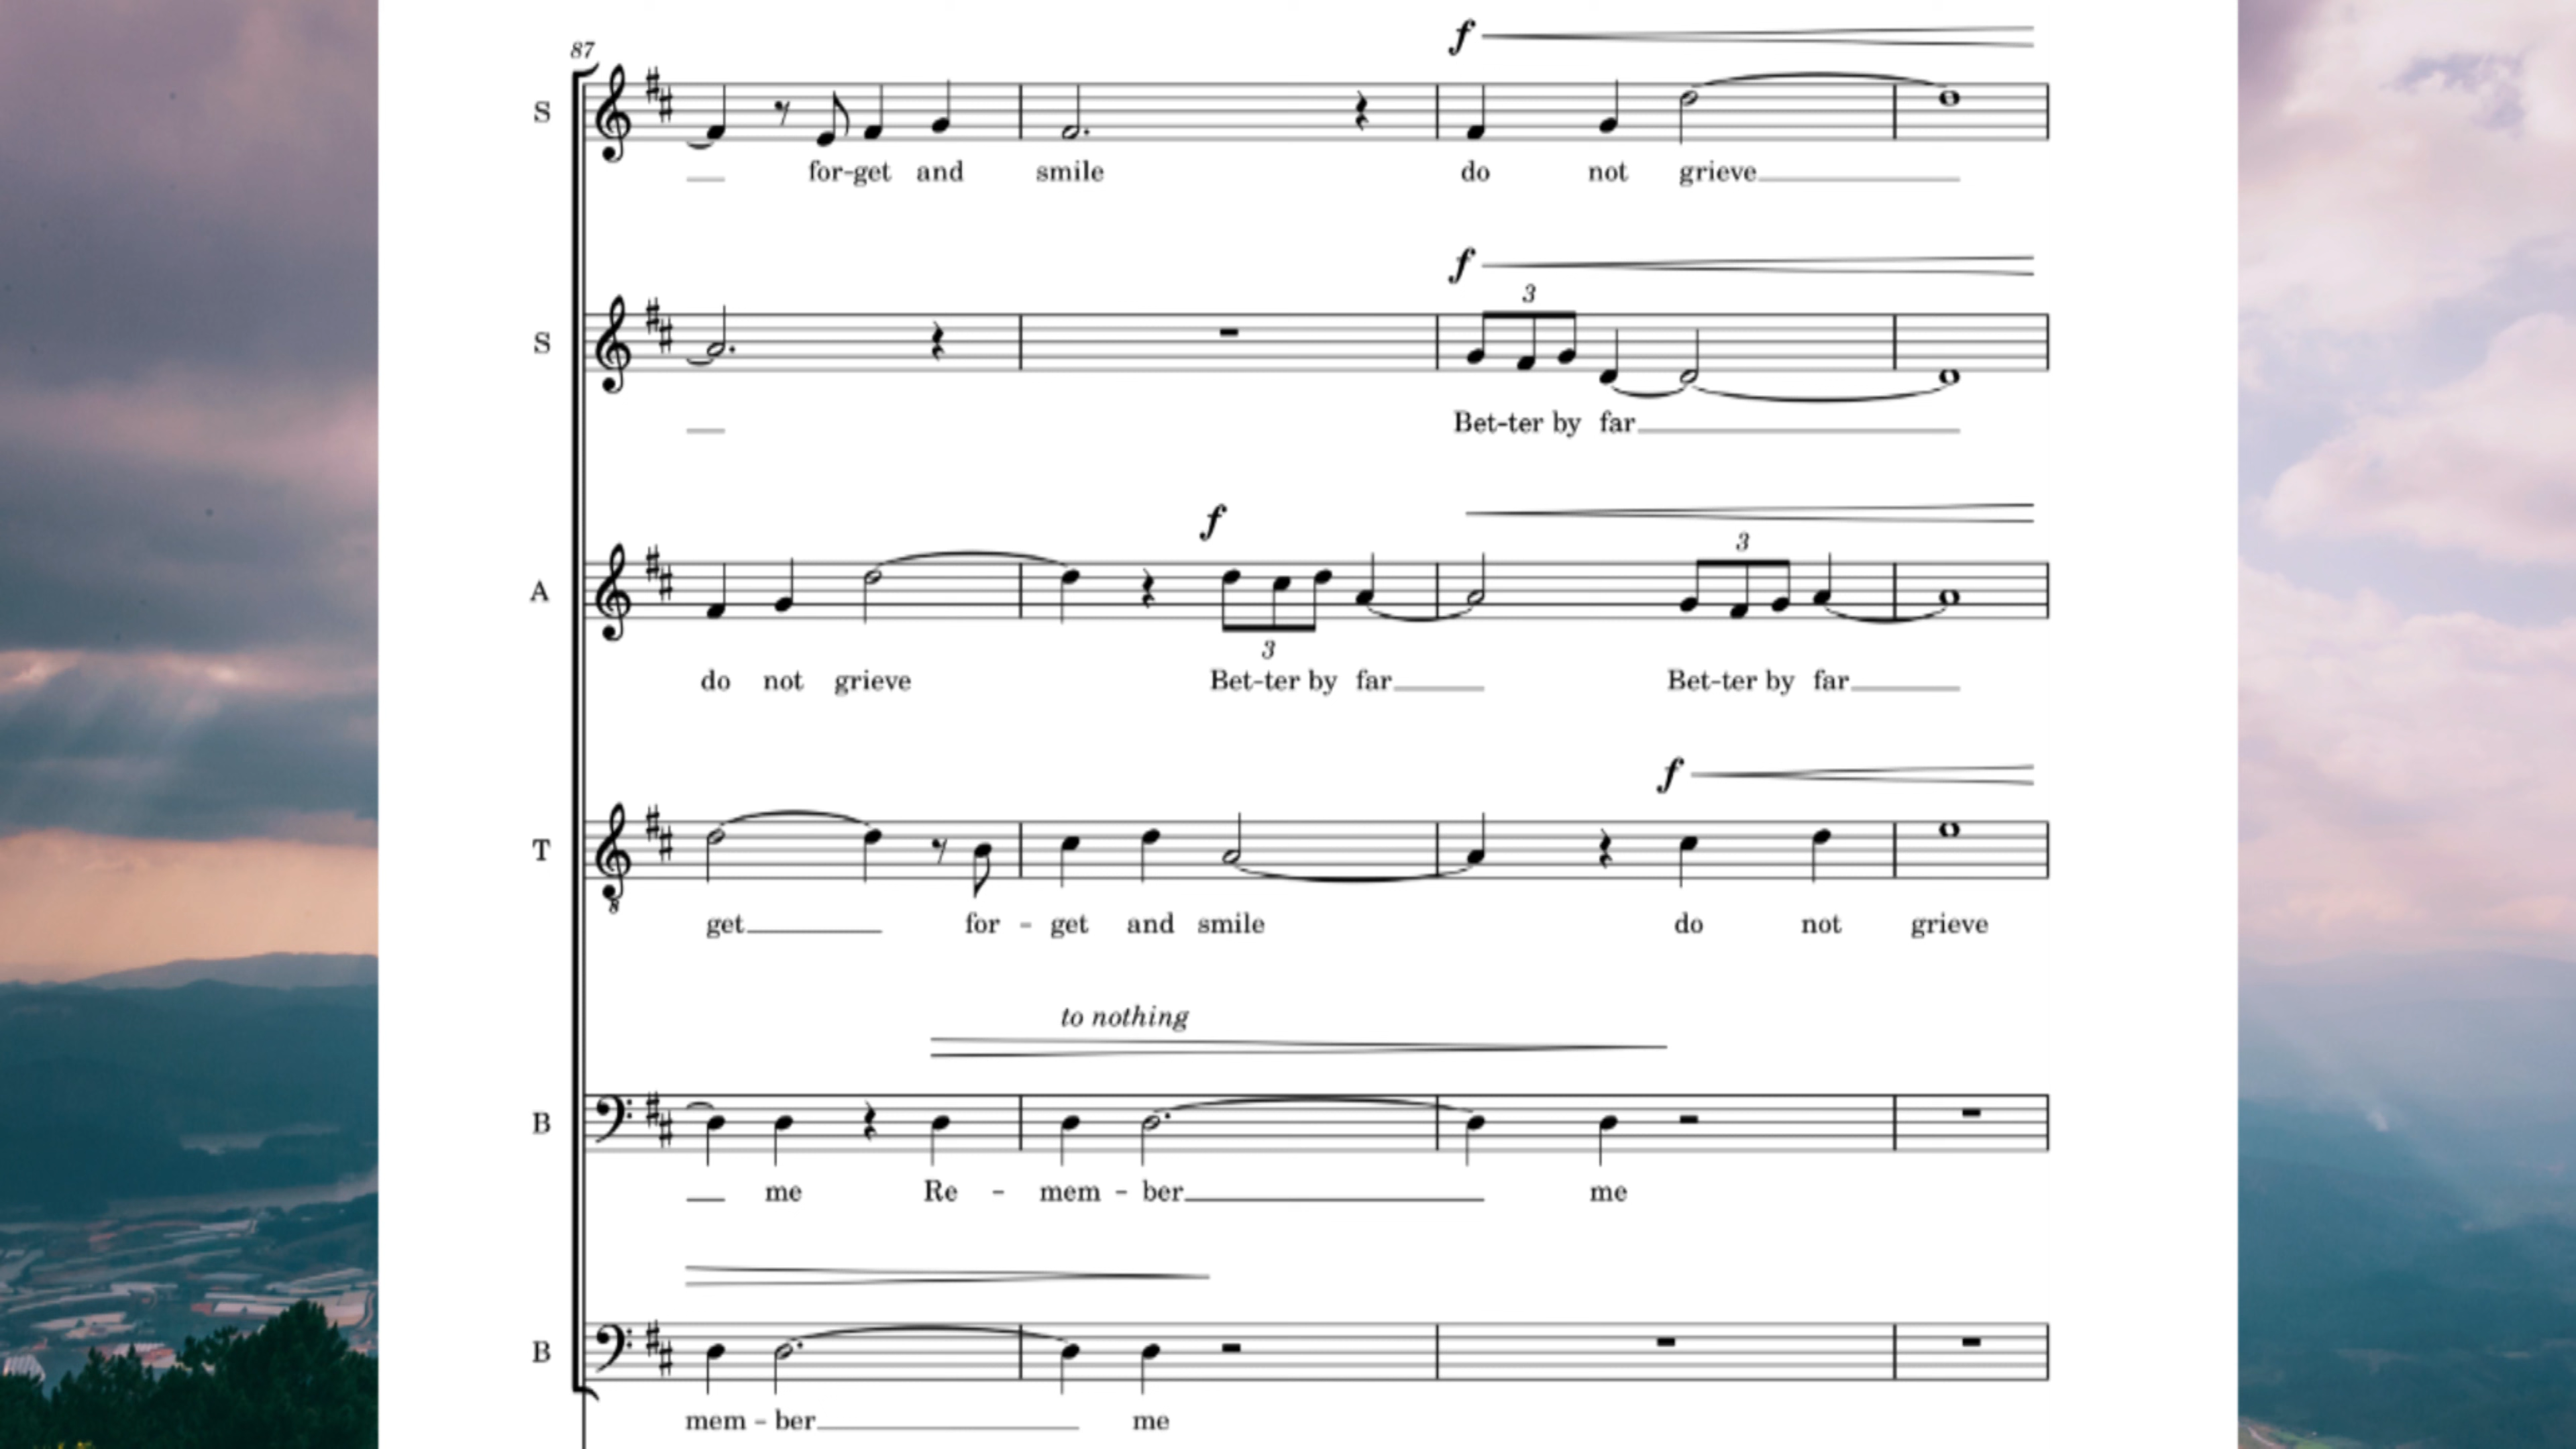 f
87
S
for-get and smile do not grieve
f
3
S
Bet-ter by far
f
3
A
3
do not grieve Bet-ter by far Bet-ter by far
f
T
8
get for - get and smile do not grieve
to nothing
B
me Re - mem - ber me
B
mem - ber me